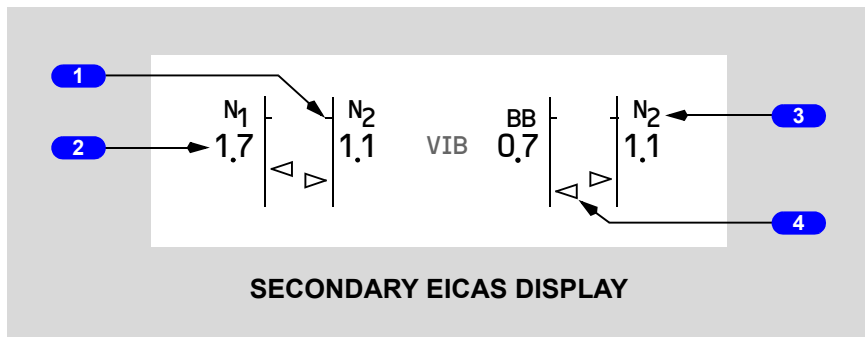 1
N1 N2 BB N2 3
2 1.7 1.1 VIB 0.7 1.1
4
SECONDARY EICAS DISPLAY